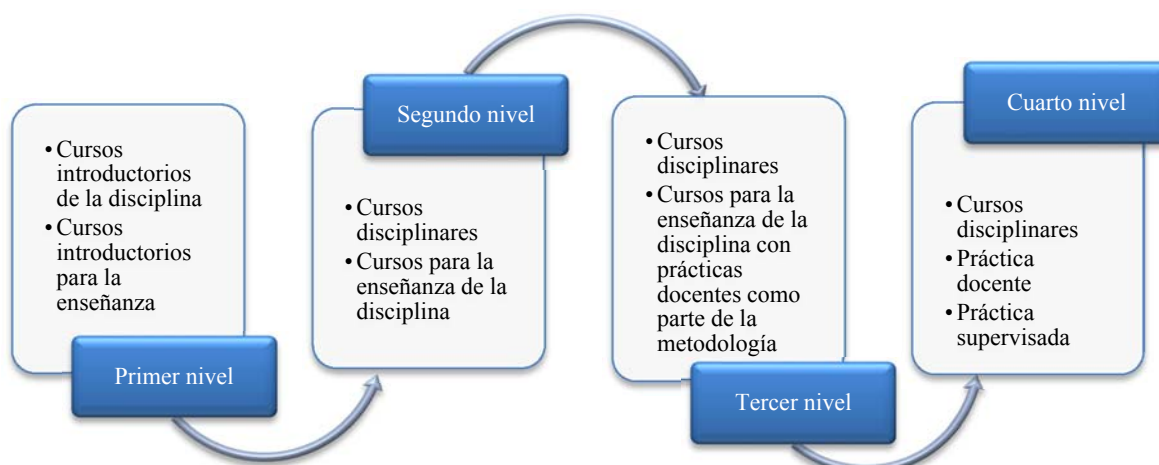 • Cursos
introductorios
de la disciplina
• Cursos
introductorios
para la
enseñanza
Primer nivel
Segundo nivel
• Cursos
disciplinares
• Cursos para la
enseñanza de la
disciplina
• Cursos
disciplinares
• Cursos para la
enseñanza de la
disciplina con
prácticas
docentes como
parte de la
metodología
Tercer nivel
Cuarto nivel
• Cursos
disciplinares
• Práctica
docente
• Práctica
supervisada